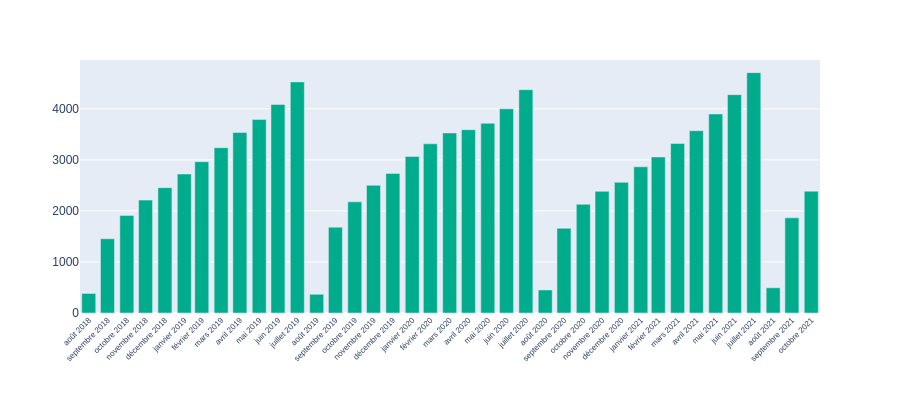 4000
3000
2000
1000
0
août 2018
septembre 2018
octobre 2018
novembre 2018
décembre 2018
janvier 2019
février 2019
mars 2019
avril 2019
mai 2019
juin 2019
juillet 2019
août 2019
septembre 2019
octobre 2019
novembre 2019
décembre 2019
janvier 2020
février 2020
mars 2020
avril 2020
mai 2020
juin 2020
juillet 2020
août 2020
septembre 2020
octobre 2020
novembre 2020
décembre 2020
janvier 2021
février 2021
mars 2021
avril 2021
mai 2021
juin 2021
juillet 2021
août 2021
septembre 2021
octobre 2021